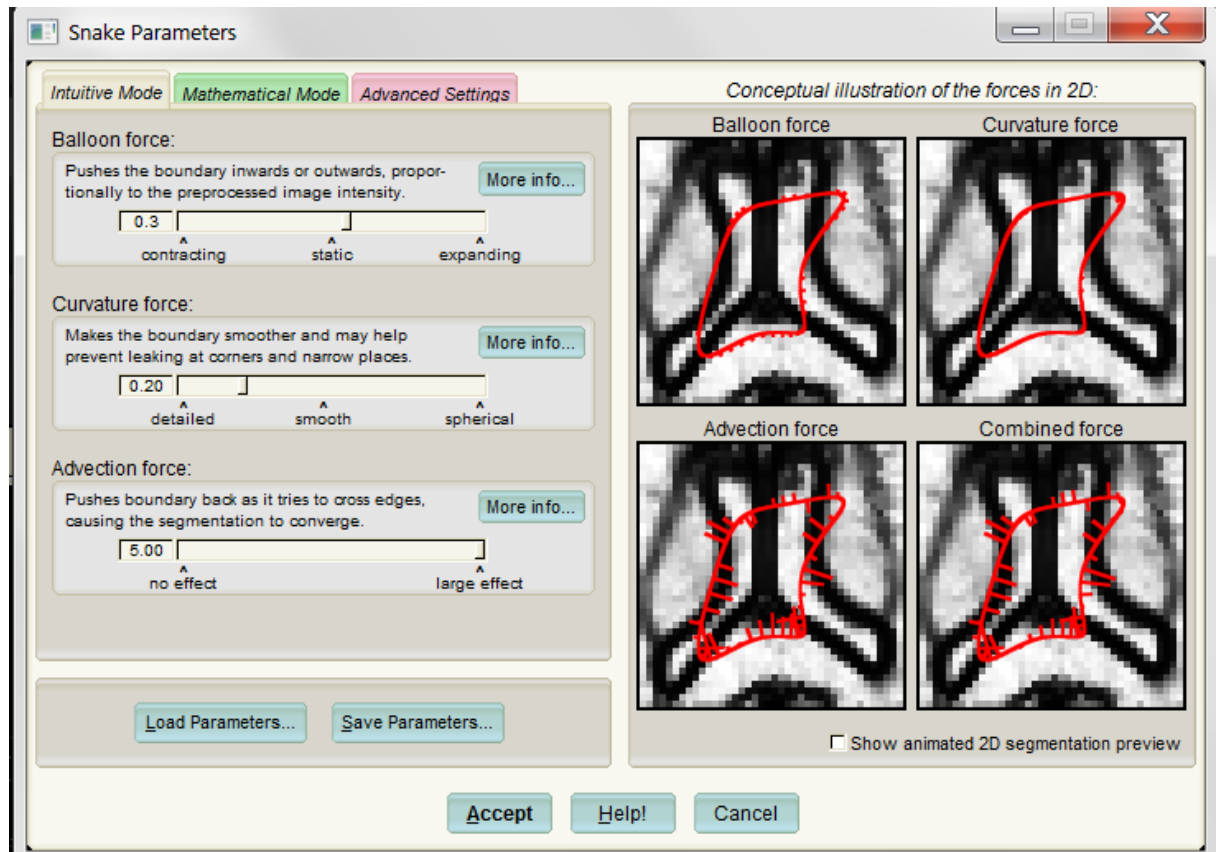 Snake Parameters
Intuitive Mode Mathematical Mode Advanced Settings
Balloon force:
Pushes the boundary inwards or outwards, propor-
tionally to the preprocessed image intensity.
More info...
0.3
contracting static expanding
Curvature force:
Makes the boundary smoother and may help
prevent leaking at corners and narrow places.
More info...
0.20
detailed smooth spherical
Advection force:
Pushes boundary back as it tries to cross edges,
causing the segmentation to converge.
More info...
5.00
no effect large effect
Load Parameters... Save Parameters...
Conceptual illustration of the forces in 2D:
Balloon force Curvature force
Advection force Combined force
Show animated 2D segmentation preview
Accept Help! Cancel